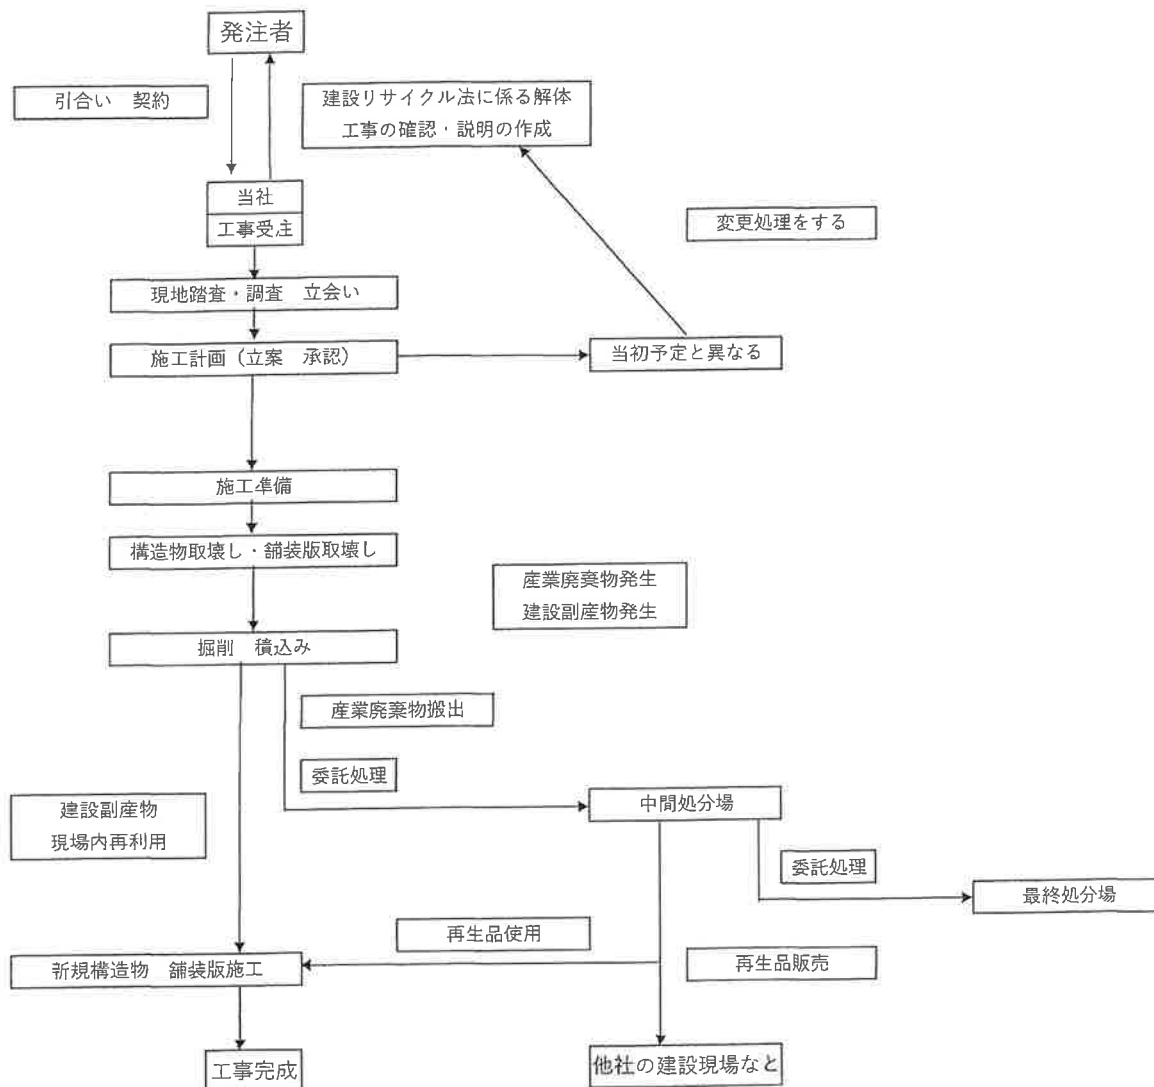 発注者
引合い　契約
建設リサイクル法に係る解体
工事の確認・説明の作成
当社
工事受注
変更処理をする
現地踏査・調査　立会い
施工計画（立案　承認）
当初予定と異なる
施工準備
構造物取壊し・舗装版取壊し
産業廃棄物発生
建設副産物発生
掘削　積込み
産業廃棄物搬出
委託処理
建設副産物
現場内再利用
中間処分場
委託処理
最終処分場
再生品使用
新規構造物　舗装版施工
再生品販売
工事完成
他社の建設現場など